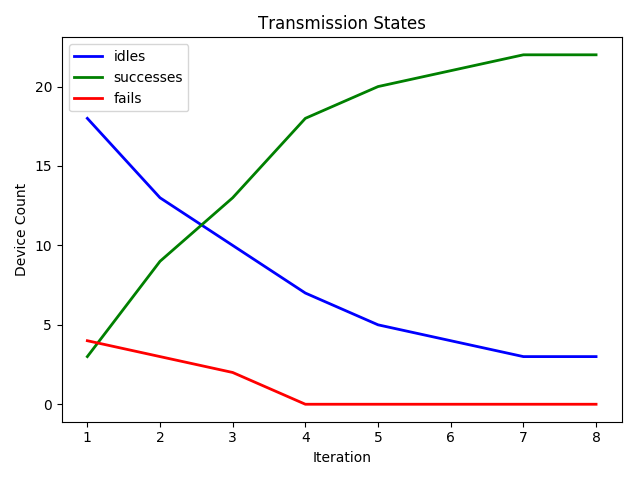 Transmission States
idles
successes
fails
Device Count
20
15
10
5
0
1 2 3 4 5 6 7 8
Iteration